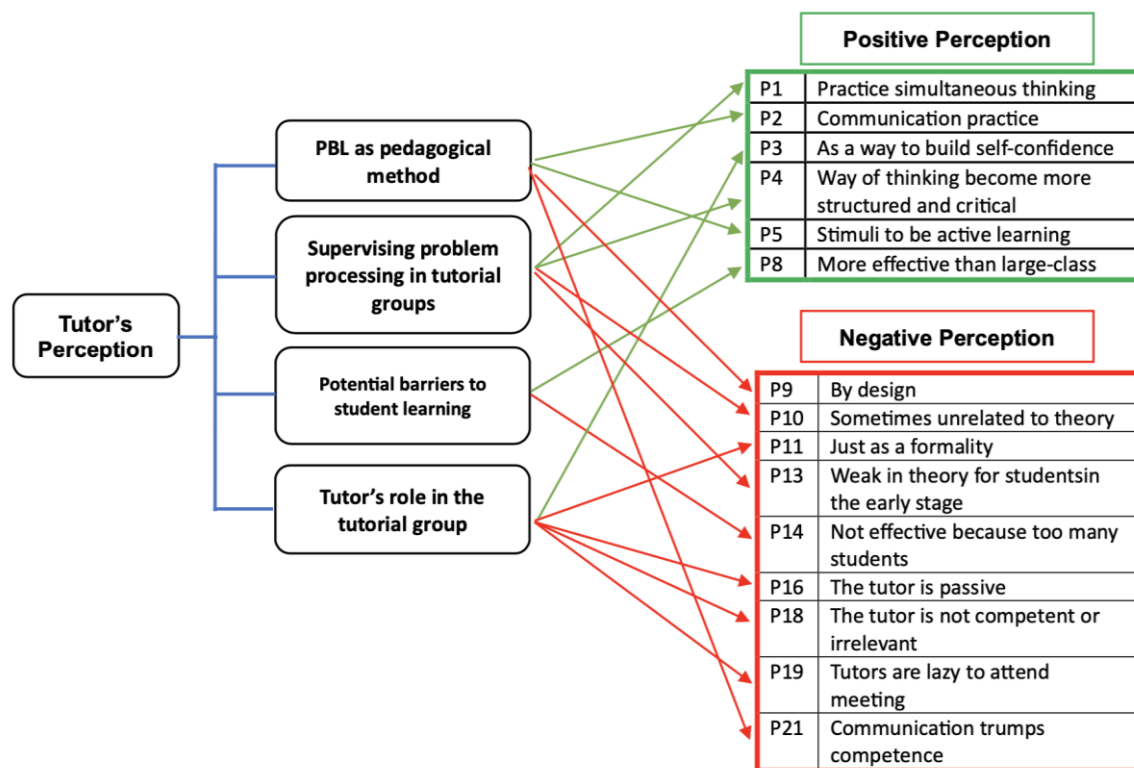 Tutor's
Perception
PBL as pedagogical
method
Supervising problem
processing in tutorial
groups
Potential barriers to
student learning
Tutor's role in the
tutorial group
Positive Perception
P1 Practice simultaneous thinking
P2 Communication practice
P3 As a way to build self-confidence
P4 Way of thinking become more
structured and critical
P5 Stimuli to be active learning
P8 More effective than large-class
Negative Perception
P9 By design
P10 Sometimes unrelated to theory
P11 Just as a formality
P13 Weak in theory for studentsin
the early stage
P14 Not effective because too many
students
P16 The tutor is passive
P18 The tutor is not competent or
irrelevant
P19 Tutors are lazy to attend
meeting
P21 Communication trumps
competence